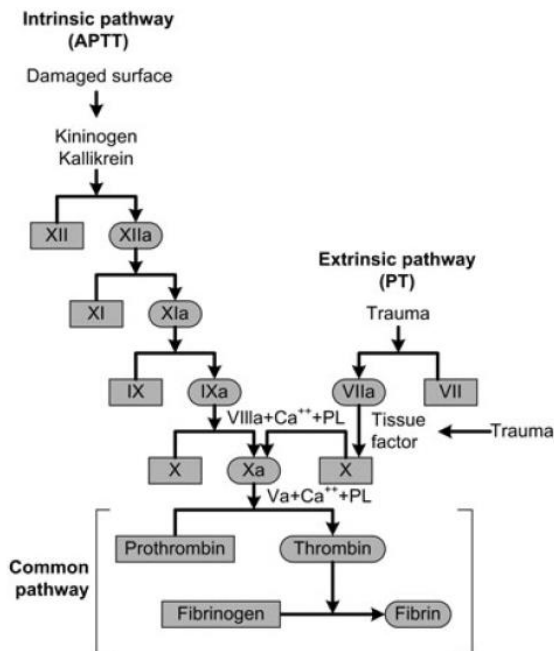 Intrinsic pathway
(APTT)
Damaged surface
Kininogen
Kallikrein
XII
XIIa
Extrinsic pathway
(PT)
XI
XIa
Trauma
IX
IXa
VIIa
VII
VIIIa+Ca⁺⁺+PL
Tissue
factor
Trauma
X
Xa
X
Va+Ca⁺⁺+PL
Common
pathway
Prothrombin
Thrombin
Fibrinogen
Fibrin